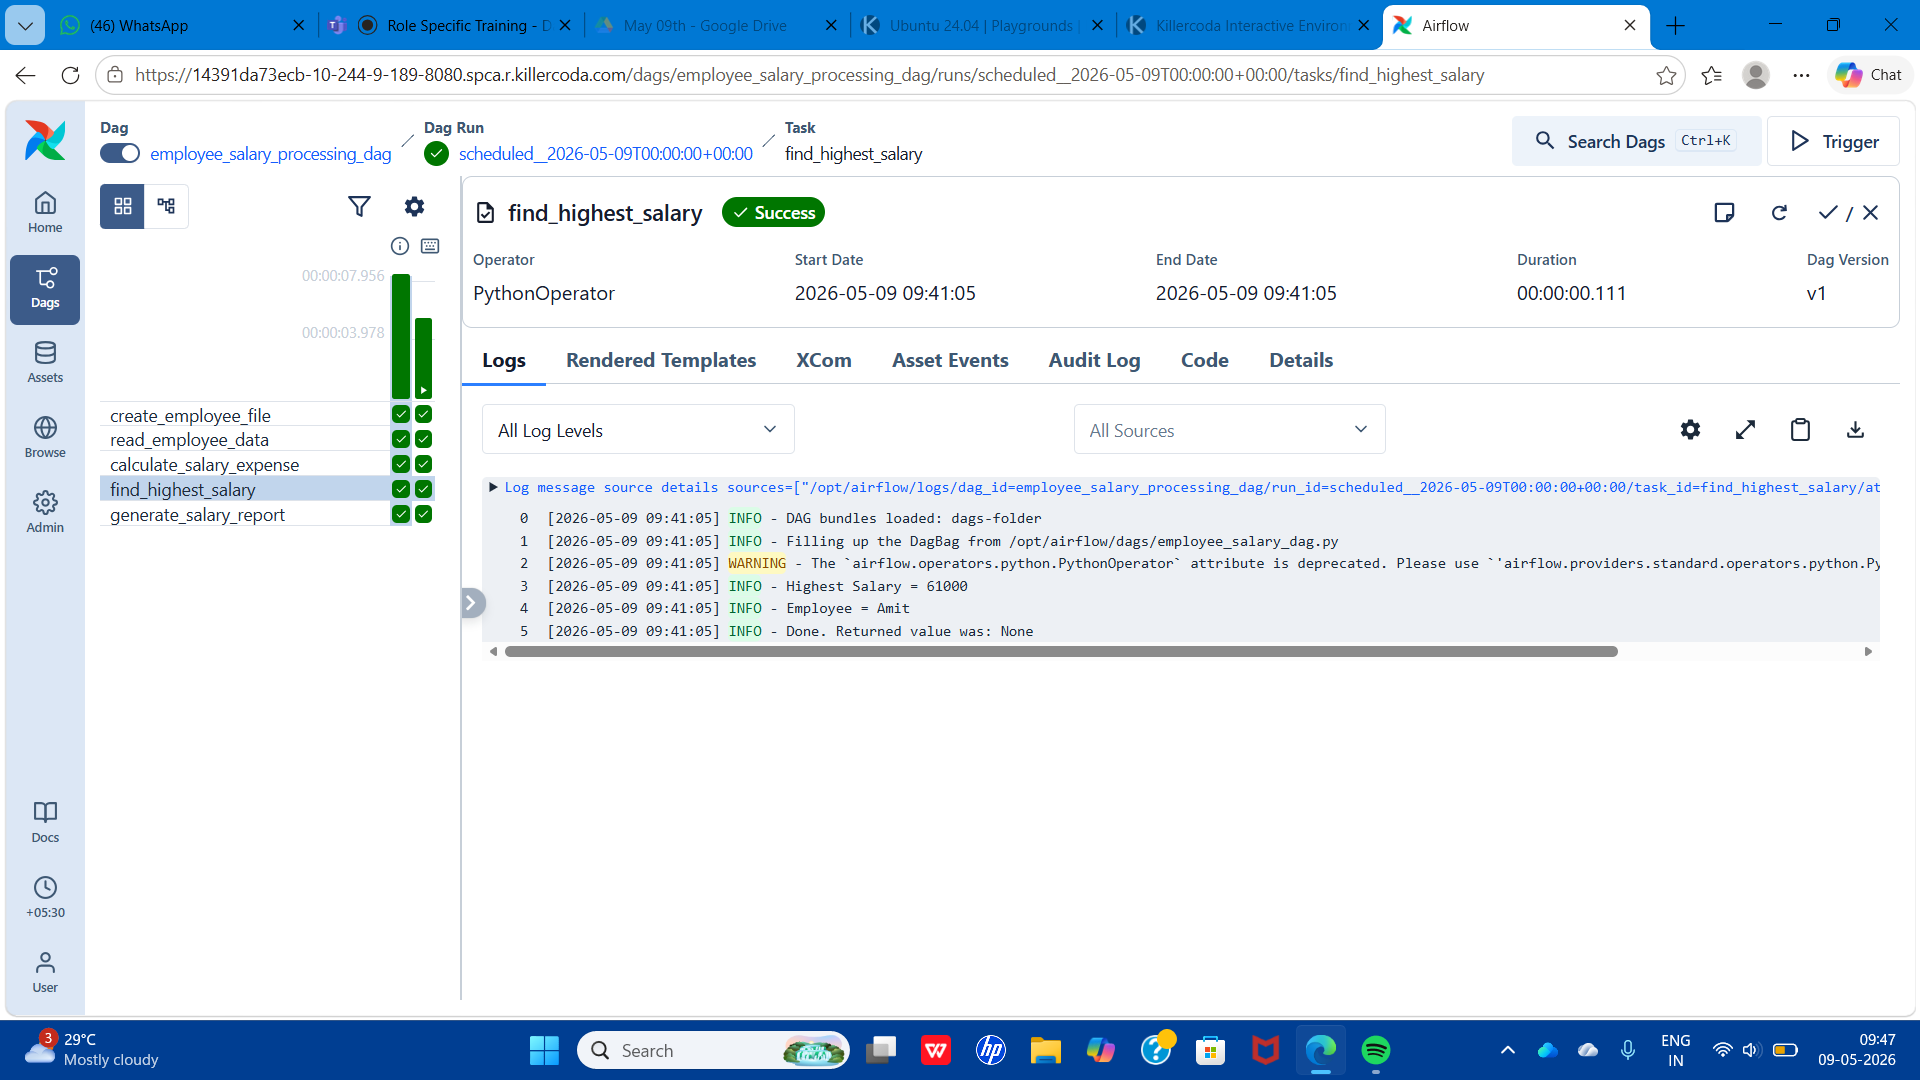 (46) WhatsApp
Role Specific Training - D
May 09th - Google Drive
Ubuntu 24.04 | Playgrounds |
Killercoda Interactive Environ
Airflow
https://14391da73ecb-10-244-9-189-8080.spca.r.killercoda.com/dags/employee_salary_processing_dag/runs/scheduled__2026-05-09T00:00:00+00:00/tasks/find_highest_salary
Chat
Dag
employee_salary_processing_dag
/
Dag Run
scheduled__2026-05-09T00:00:00+00:00
/
Task
find_highest_salary
Search Dags Ctrl+K
Trigger
Home
Dags
Assets
Browse
Admin
Docs
+05:30
User
00:00:07.956
00:00:03.978
create_employee_file
read_employee_data
calculate_salary_expense
find_highest_salary
generate_salary_report
find_highest_salary Success
/
Operator Start Date End Date Duration Dag Version
PythonOperator 2026-05-09 09:41:05 2026-05-09 09:41:05 00:00:00.111 v1
Logs Rendered Templates XCom Asset Events Audit Log Code Details
All Log Levels All Sources
Log message source details sources=["/opt/airflow/logs/dag_id=employee_salary_processing_dag/run_id=scheduled__2026-05-09T00:00:00+00:00/task_id=find_highest_salary/at
0 [2026-05-09 09:41:05] INFO - DAG bundles loaded: dags-folder
1 [2026-05-09 09:41:05] INFO - Filling up the DagBag from /opt/airflow/dags/employee_salary_dag.py
2 [2026-05-09 09:41:05] WARNING - The `airflow.operators.python.PythonOperator` attribute is deprecated. Please use `'airflow.providers.standard.operators.python.Py
3 [2026-05-09 09:41:05] INFO - Highest Salary = 61000
4 [2026-05-09 09:41:05] INFO - Employee = Amit
5 [2026-05-09 09:41:05] INFO - Done. Returned value was: None
3
29°C
Mostly cloudy
Search
W
hp
ENG
IN
09:47
09-05-2026